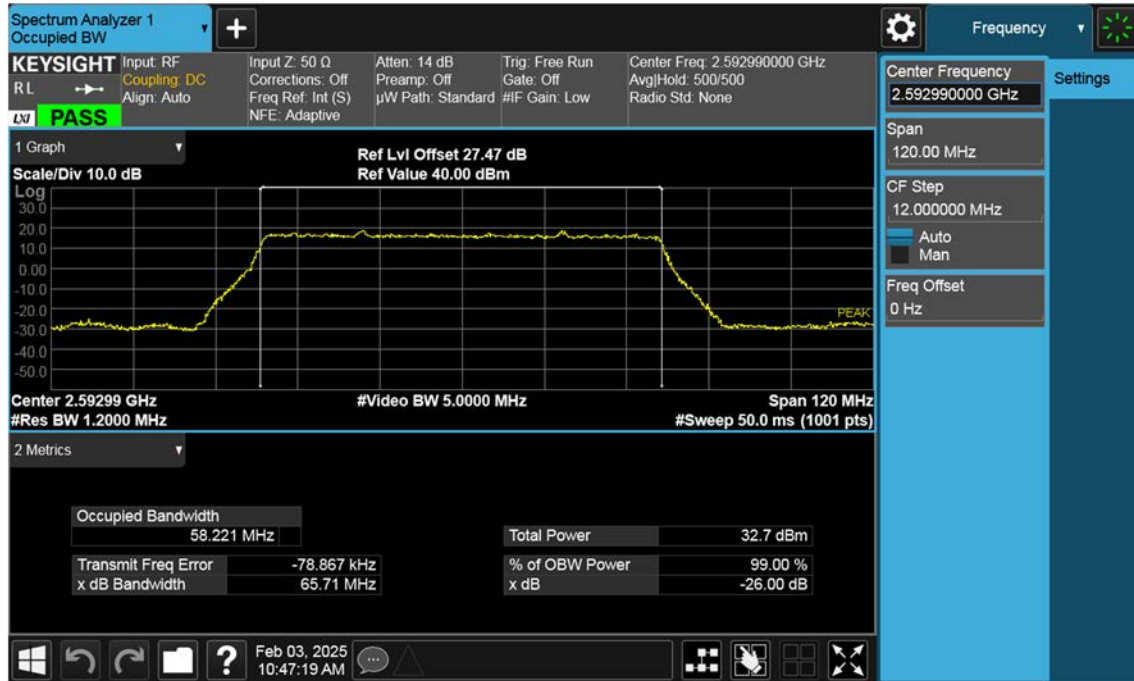 Spectrum Analyzer 1
Occupied BW
Frequency
KEYSIGHT
R L
LXI PASS
Input: RF
Coupling: DC
Align: Auto
Input Z: 50 Ω
Corrections: Off
Freq Ref: Int (S)
NFE: Adaptive
Atten: 14 dB
Preamp: Off
µW Path: Standard
Trig: Free Run
Gate: Off
#IF Gain: Low
Center Freq: 2.592990000 GHz
Avg|Hold: 500/500
Radio Std: None
Center Frequency
2.592990000 GHz
Settings
Span
120.00 MHz
CF Step
12.000000 MHz
Auto
Man
Freq Offset
0 Hz
1 Graph
Scale/Div 10.0 dB
Ref Lvl Offset 27.47 dB
Ref Value 40.00 dBm
Log
30.0
20.0
10.0
0.00
-10.0
-20.0
-30.0
-40.0
-50.0
PEAK
Center 2.59299 GHz
#Video BW 5.0000 MHz
Span 120 MHz
#Res BW 1.2000 MHz
#Sweep 50.0 ms (1001 pts)
2 Metrics
Occupied Bandwidth
58.221 MHz
Total Power 32.7 dBm
Transmit Freq Error -78.867 kHz
% of OBW Power 99.00 %
x dB Bandwidth 65.71 MHz
x dB -26.00 dB
?
Feb 03, 2025
10:47:19 AM